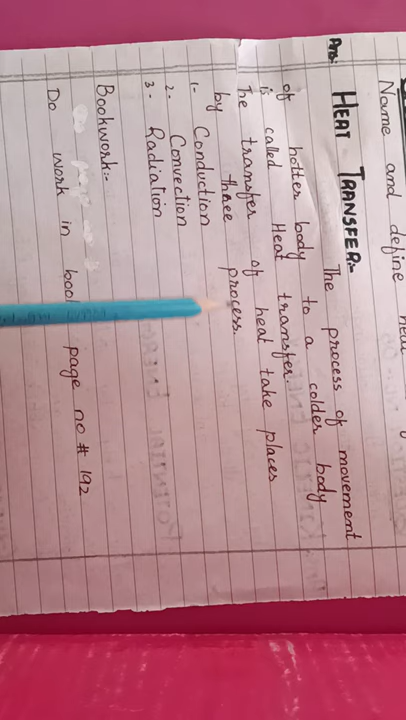 Name and define
Ans: HEAT TRANSFER:- The process of movement
of hotter body to a colder body
is called Heat transfer.
The transfer of heat take places
by three process.
1- Conduction
2- Convection
3- Radiation
Bookwork:-
Do work in book page no # 192